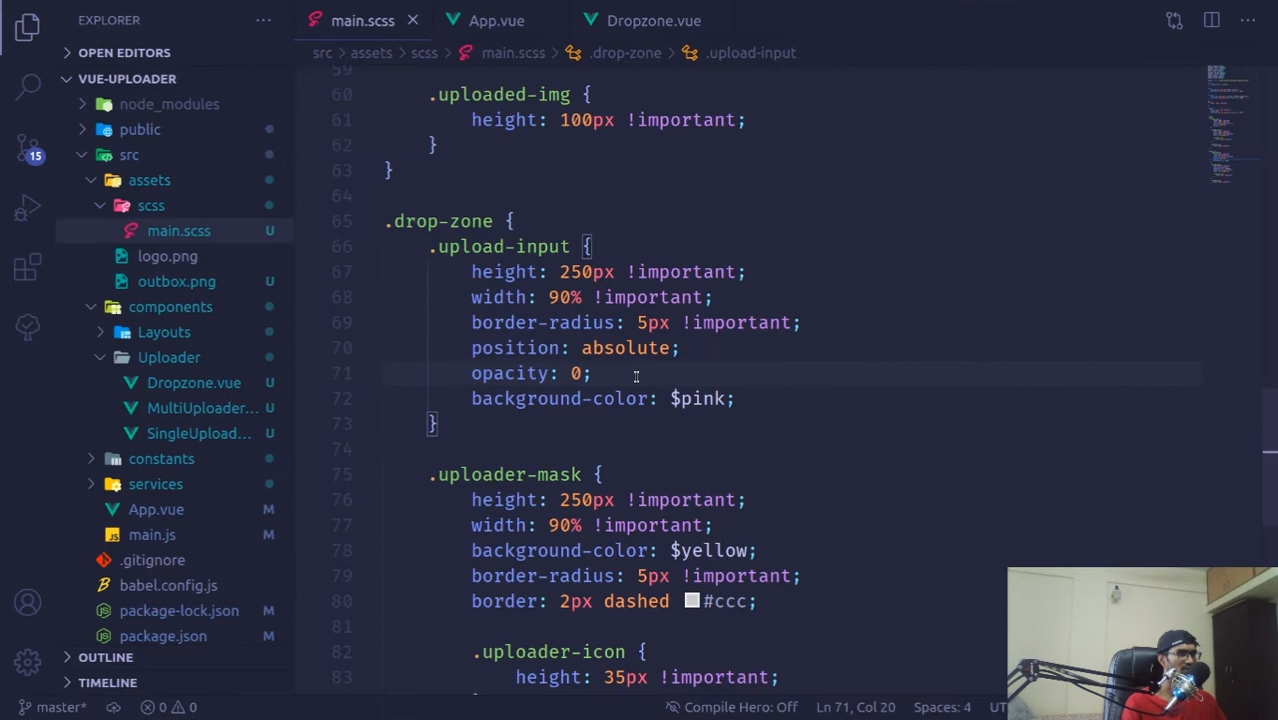 EXPLORER
main.scss
App.vue
Dropzone.vue
OPEN EDITORS
src > assets > scss > main.scss > .drop-zone > .upload-input
VUE-UPLOADER
node_modules
public
src
assets
scss
main.scss U
logo.png
outbox.png U
components
Layouts
Uploader
Dropzone.vue U
MultiUploader... U
SingleUpload... U
constants
services
App.vue M
main.js M
.gitignore
babel.config.js
package-lock.json M
package.json M
OUTLINE
TIMELINE
15
59
60 .uploaded-img {
61 height: 100px !important;
62 }
63 }
64
65 .drop-zone {
66 .upload-input {
67 height: 250px !important;
68 width: 90% !important;
69 border-radius: 5px !important;
70 position: absolute;
71 opacity: 0;
72 background-color: $pink;
73 }
74
75 .uploader-mask {
76 height: 250px !important;
77 width: 90% !important;
78 background-color: $yellow;
79 border-radius: 5px !important;
80 border: 2px dashed #ccc;
81
82 .uploader-icon {
83 height: 35px !important;
master* 0 0 Compile Hero: Off Ln 71, Col 20 Spaces: 4